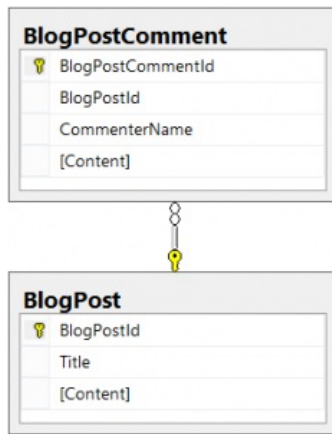 BlogPostComment
BlogPostCommentId
BlogPostId
CommenterName
[Content]
BlogPost
BlogPostId
Title
[Content]